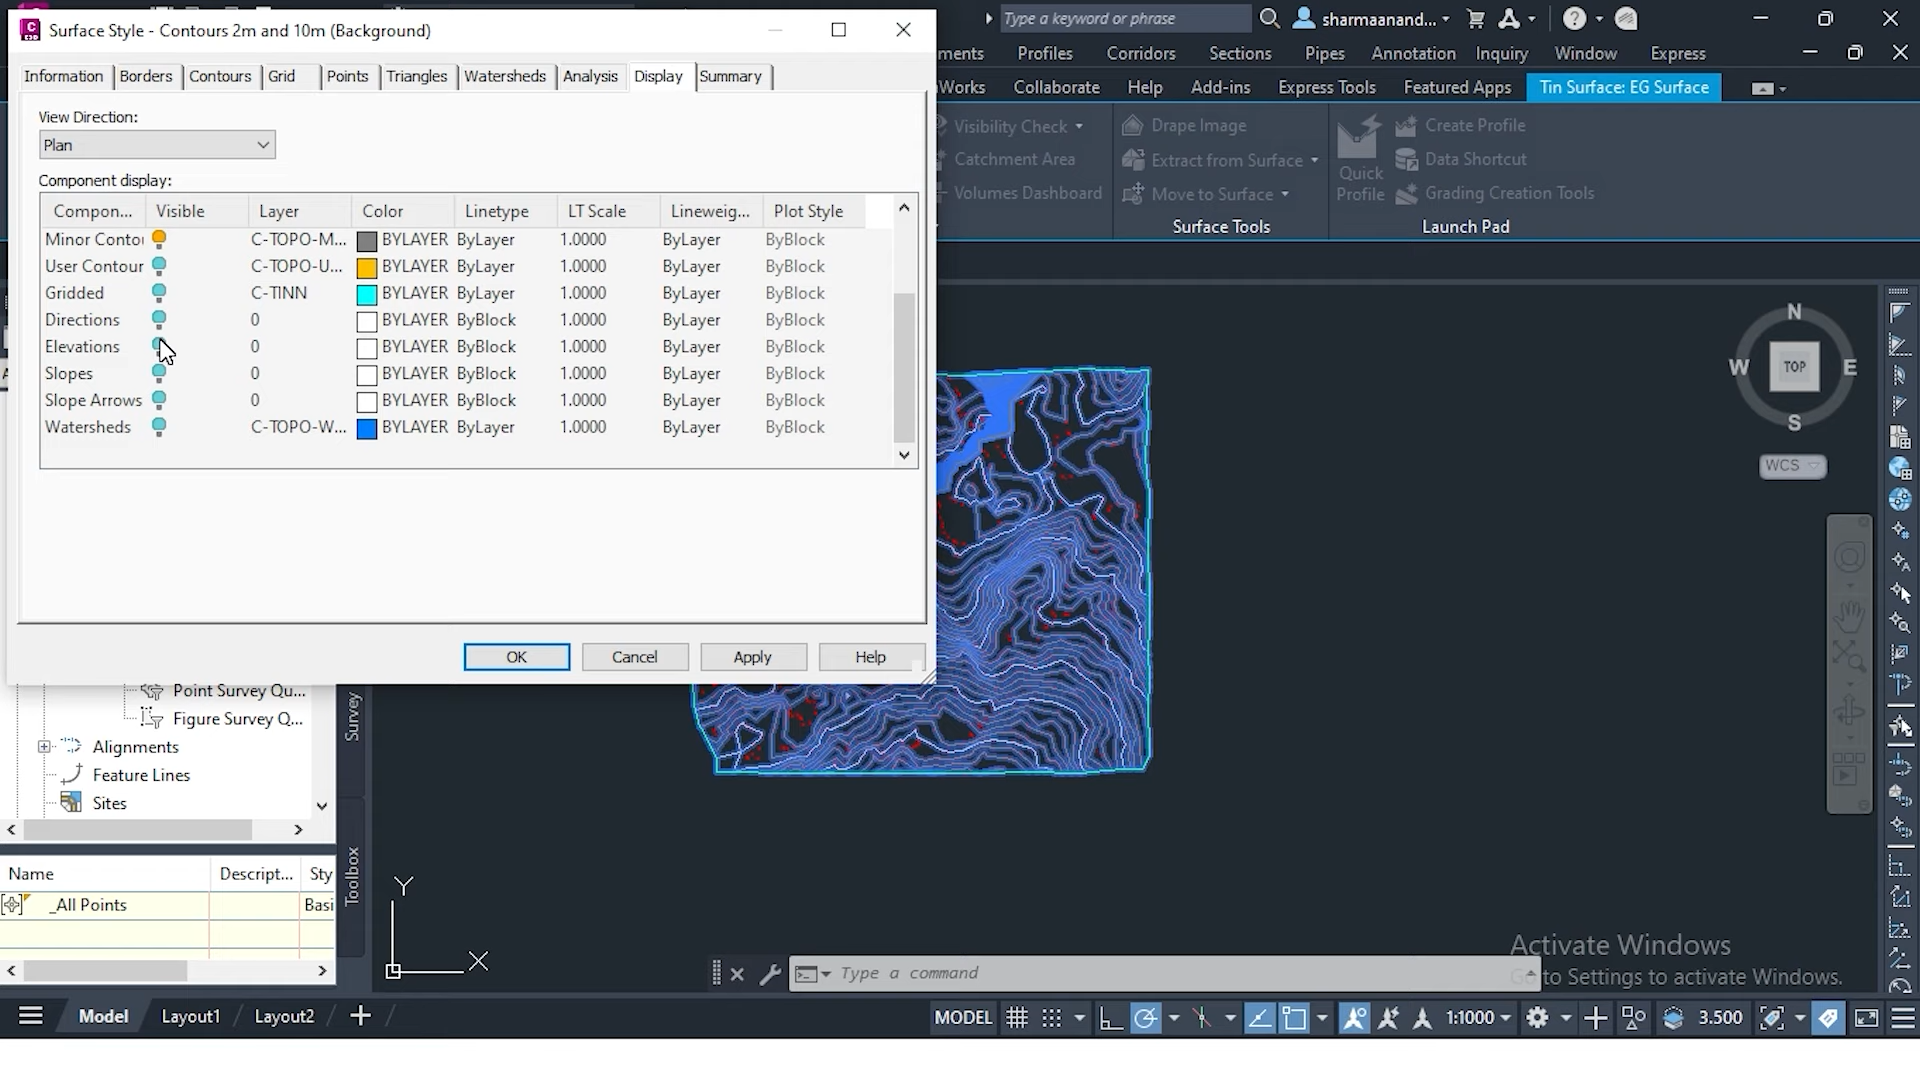 Surface Style - Contours 2m and 10m (Background)
Type a keyword or phrase
sharmaanand...
Profiles Corridors Sections Pipes Annotation Inquiry Window Express
Collaborate Help Add-ins Express Tools Featured Apps Tin Surface: EG Surface
Information Borders Contours Grid Points Triangles Watersheds Analysis Display Summary
View Direction:
Plan
Component display:
Compon... Visible Layer Color Linetype LT Scale Lineweig... Plot Style
Minor Conto C-TOPO-M... BYLAYER ByLayer 1.0000 ByLayer ByBlock
User Contour C-TOPO-U... BYLAYER ByLayer 1.0000 ByLayer ByBlock
Gridded C-TINN BYLAYER ByLayer 1.0000 ByLayer ByBlock
Directions 0 BYLAYER ByBlock 1.0000 ByLayer ByBlock
Elevations 0 BYLAYER ByBlock 1.0000 ByLayer ByBlock
Slopes 0 BYLAYER ByBlock 1.0000 ByLayer ByBlock
Slope Arrows 0 BYLAYER ByBlock 1.0000 ByLayer ByBlock
Watersheds C-TOPO-W... BYLAYER ByLayer 1.0000 ByLayer ByBlock
OK Cancel Apply Help
Visibility Check
Catchment Area
Volumes Dashboard
Drape Image
Extract from Surface
Move to Surface
Surface Tools
Quick
Profile
Create Profile
Data Shortcut
Grading Creation Tools
Launch Pad
N
W TOP E
S
WCS
Point Survey Qu...
Figure Survey Q...
Alignments
Feature Lines
Sites
Survey
Toolbox
Name Descript... Sty
_All Points Basi
Y
X
Type a command
Activate Windows
to Settings to activate Windows.
Model Layout1 Layout2
MODEL 1:1000 3.500